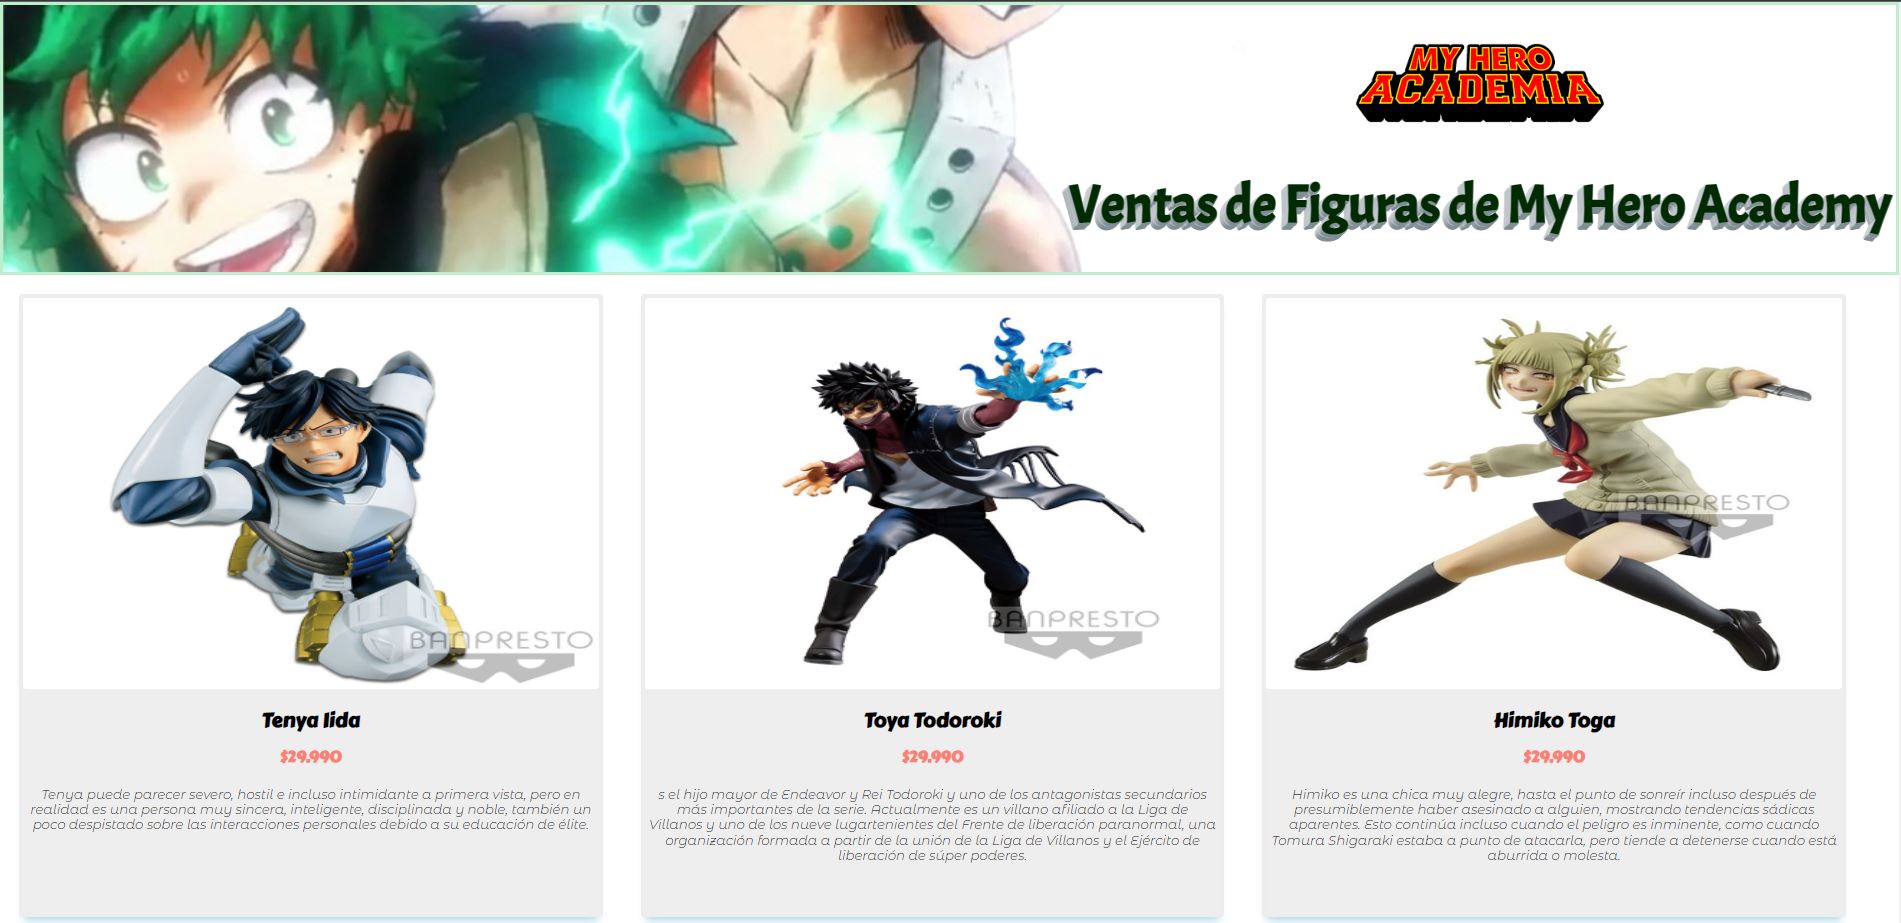 MY HERO
ACADEMIA
Ventas de Figuras de My Hero Academy
BANPRESTO
BANPRESTO
BANPRESTO
Tenya Iida
$29.990
Tenya puede parecer severo, hostil e incluso intimidante a primera vista, pero en
realidad es una persona muy sincera, inteligente, disciplinada y noble, también un
poco despistado sobre las interacciones personales debido a su educación de élite.
Toya Todoroki
$29.990
s el hijo mayor de Endeavor y Rei Todoroki y uno de los antagonistas secundarios
más importantes de la serie. Actualmente es un villano afiliado a la Liga de
Villanos y uno de los nueve lugartenientes del Frente de liberación paranormal, una
organización formada a partir de la unión de la Liga de Villanos y el Ejército de
liberación de súper poderes.
Himiko Toga
$29.990
Himiko es una chica muy alegre, hasta el punto de sonreír incluso después de
presumiblemente haber asesinado a alguien, mostrando tendencias sádicas
aparentes. Esto continúa incluso cuando el peligro es inminente, como cuando
Tomura Shigaraki estaba a punto de atacarla, pero tiende a detenerse cuando está
aburrida o molesta.